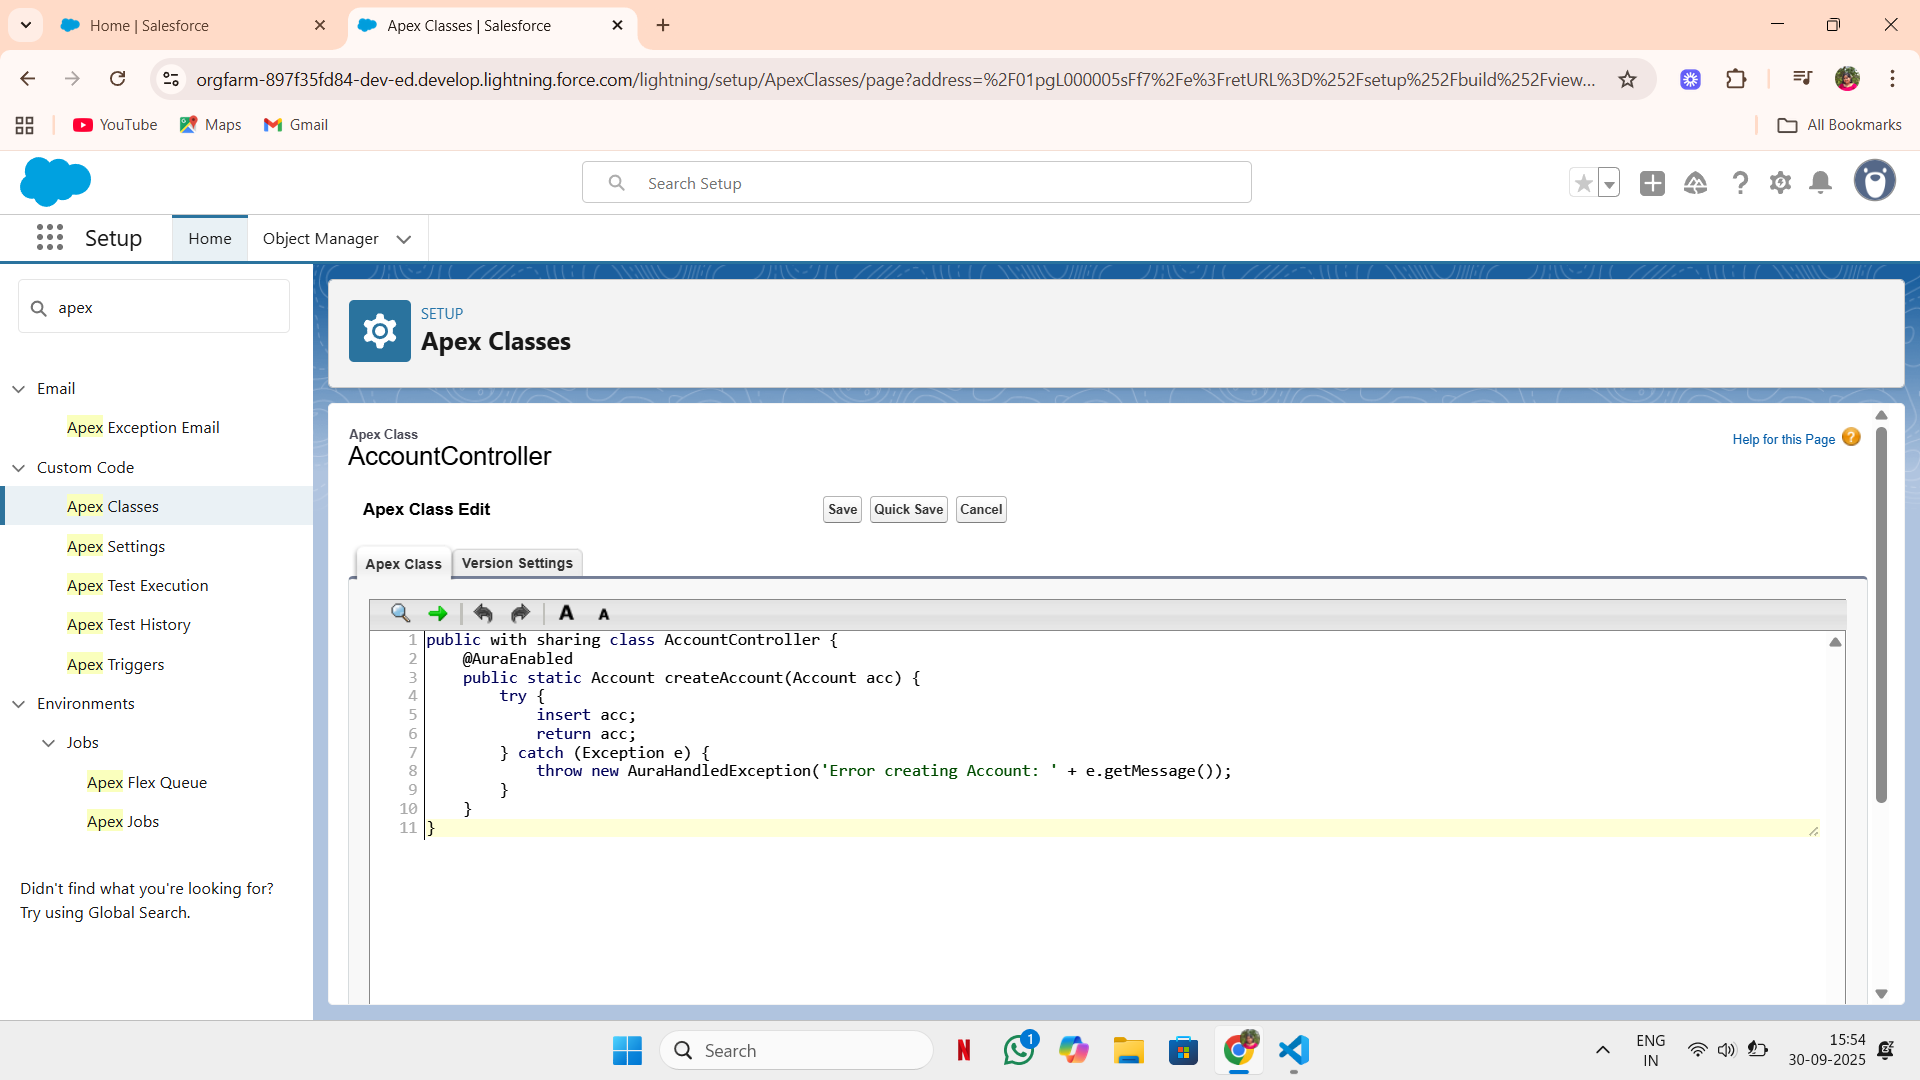 Home | Salesforce
Apex Classes | Salesforce
orgfarm-897f35fd84-dev-ed.develop.lightning.force.com/lightning/setup/ApexClasses/page?address=%2F01pgL000005sFf7%2Fe%3FretURL%3D%252Fsetup%252Fbuild%252Fview...
YouTube
Maps
Gmail
All Bookmarks
Search Setup
Setup
Home
Object Manager
apex
Email
Apex Exception Email
Custom Code
Apex Classes
Apex Settings
Apex Test Execution
Apex Test History
Apex Triggers
Environments
Jobs
Apex Flex Queue
Apex Jobs
Didn't find what you're looking for?
Try using Global Search.
SETUP
Apex Classes
Apex Class
AccountController
Help for this Page ?
Apex Class Edit
Save
Quick Save
Cancel
Apex Class
Version Settings
A A
1 public with sharing class AccountController {
2 @AuraEnabled
3 public static Account createAccount(Account acc) {
4 try {
5 insert acc;
6 return acc;
7 } catch (Exception e) {
8 throw new AuraHandledException('Error creating Account: ' + e.getMessage());
9 }
10 }
11 }
Search
N
1
ENG
IN
15:54
30-09-2025